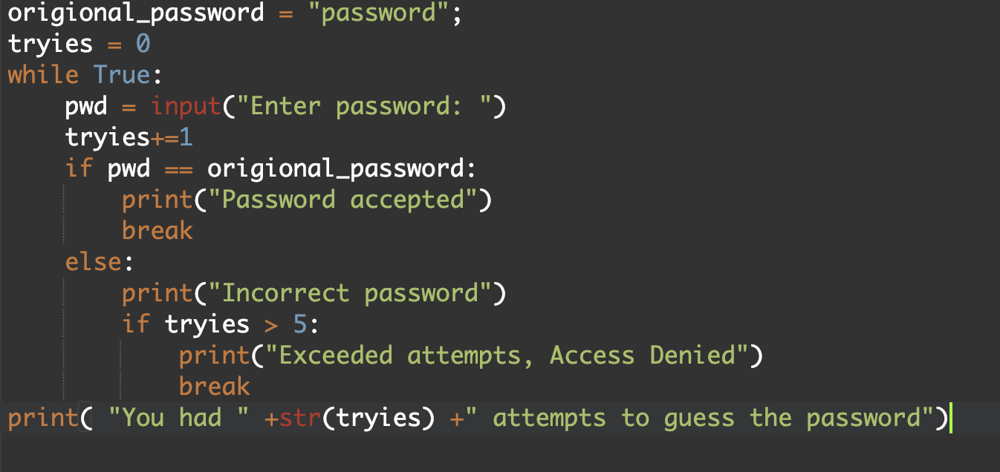 origional_password = "password";
tryies = 0
while True:
    pwd = input("Enter password: ")
    tryies+=1
    if pwd == origional_password:
        print("Password accepted")
        break
    else:
        print("Incorrect password")
        if tryies > 5:
            print("Exceeded attempts, Access Denied")
            break
print( "You had " +str(tryies) +" attempts to guess the password")